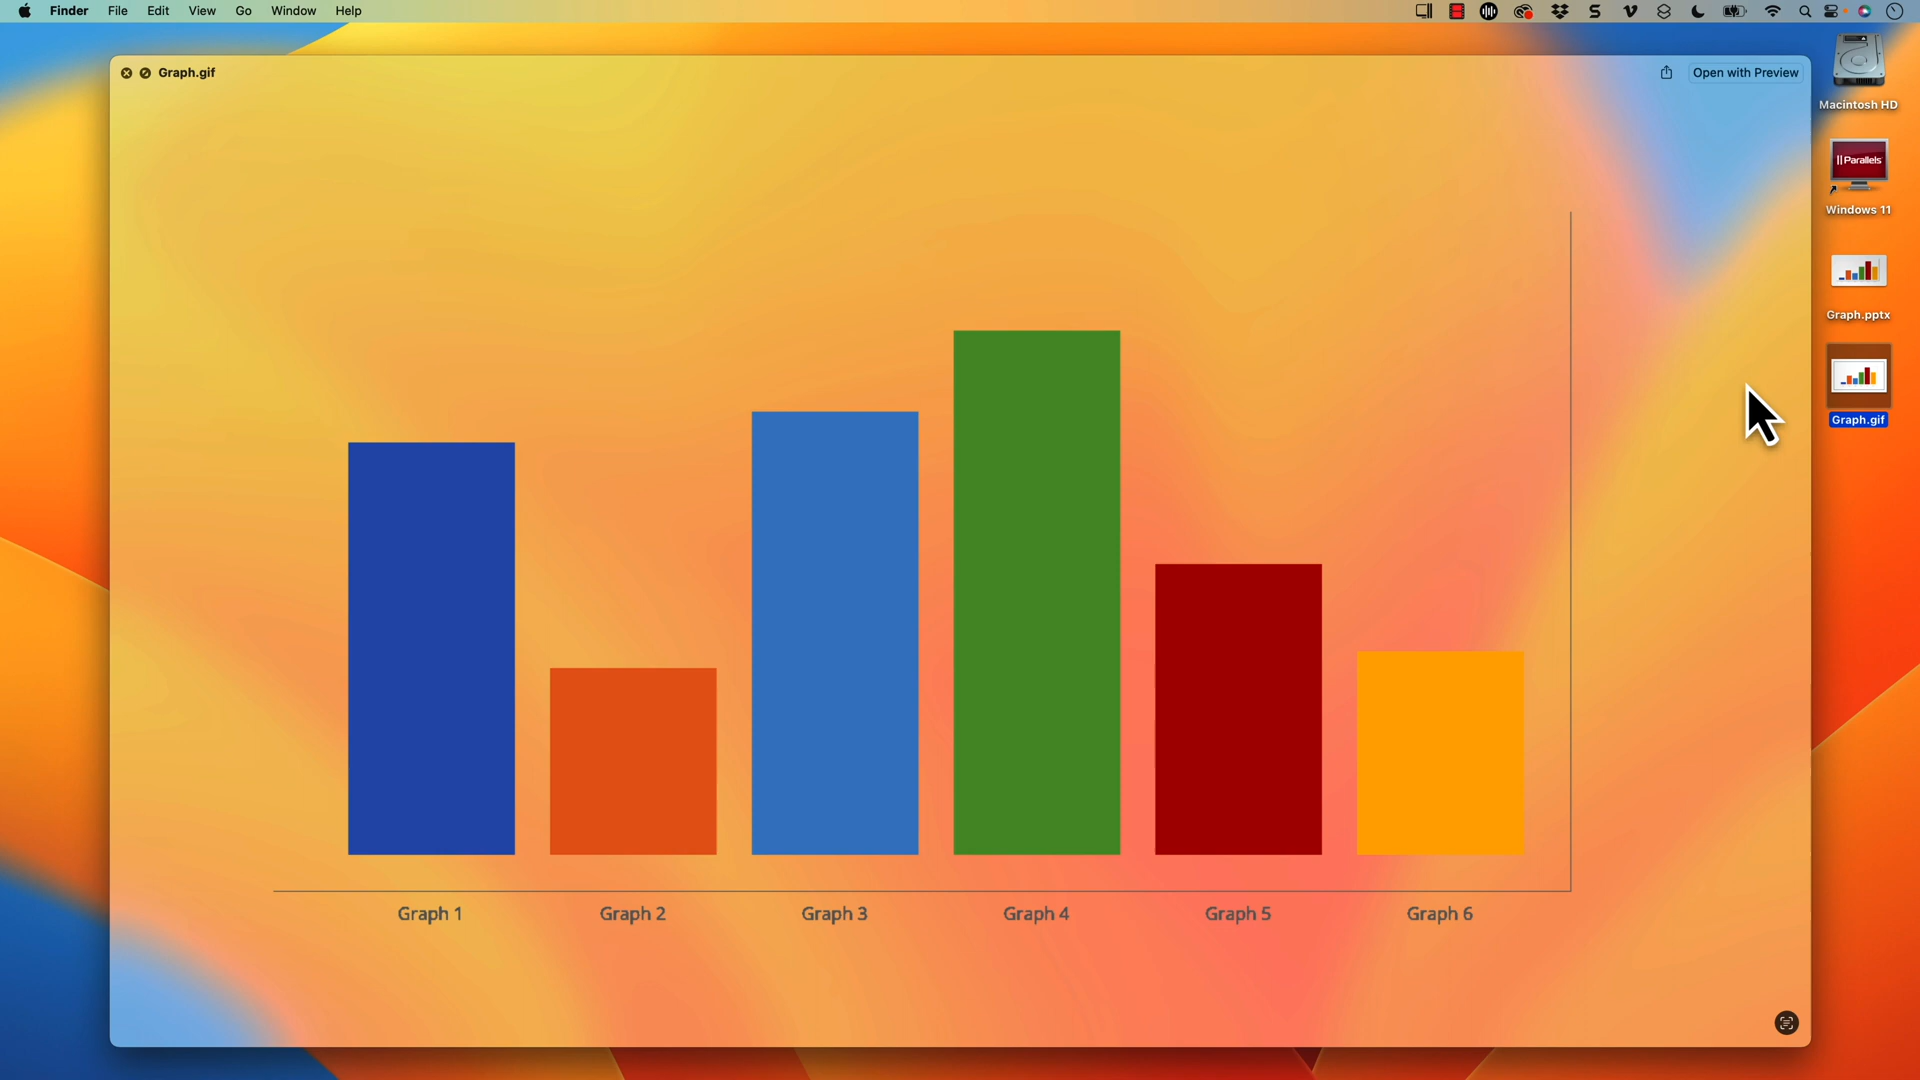 Finder File Edit View Go Window Help
Graph.gif
Open with Preview
Macintosh HD
Parallels
Windows 11
Graph.pptx
Graph.gif
Graph 1 Graph 2 Graph 3 Graph 4 Graph 5 Graph 6